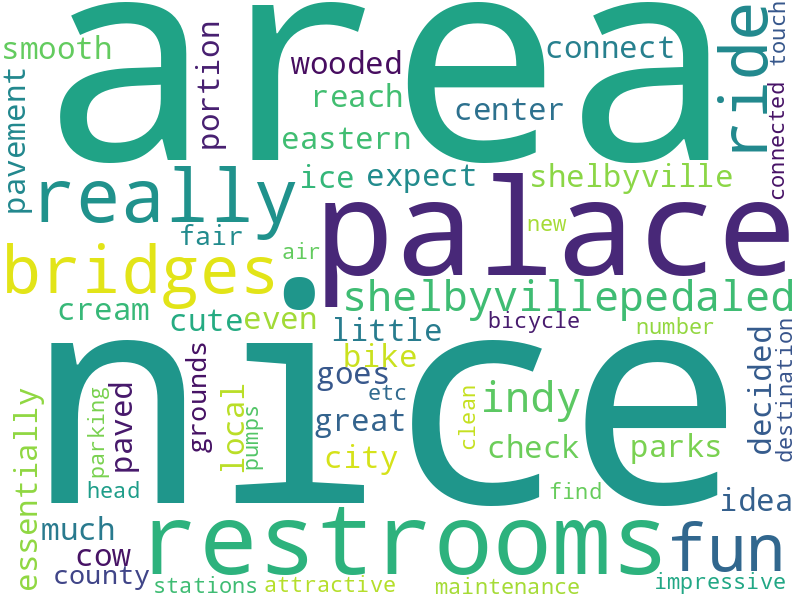 area
smooth
portion
wooded
connect
ride
touch
reach
center
pavement
eastern
connected
really
ice
expect
shelbyville
palace
fair
new
air
bridges
cream
cute
even
shelbyvillepedaled
little
bicycle
number
nice
bike
goes
grounds
decided
destination
essentially
parking
paved
local
pumps
etc
great
clean
indy
city
check
parks
head
find
idea
much
restrooms
fun
cow
county
stations
attractive
maintenance
impressive